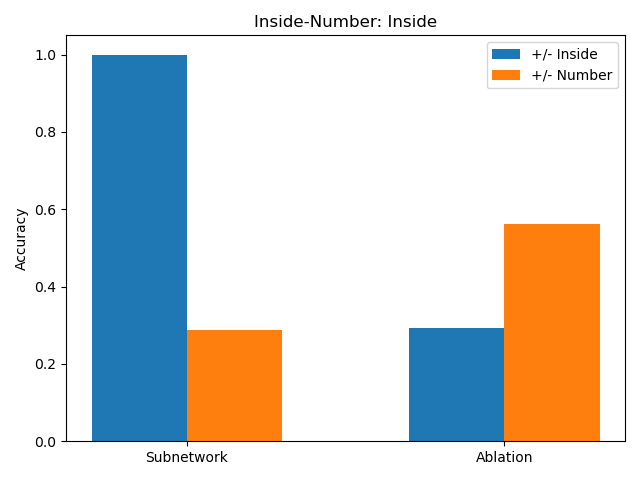 Inside-Number: Inside
+/- Inside
+/- Number
Accuracy
1.0
0.8
0.6
0.4
0.2
0.0
Subnetwork
Ablation